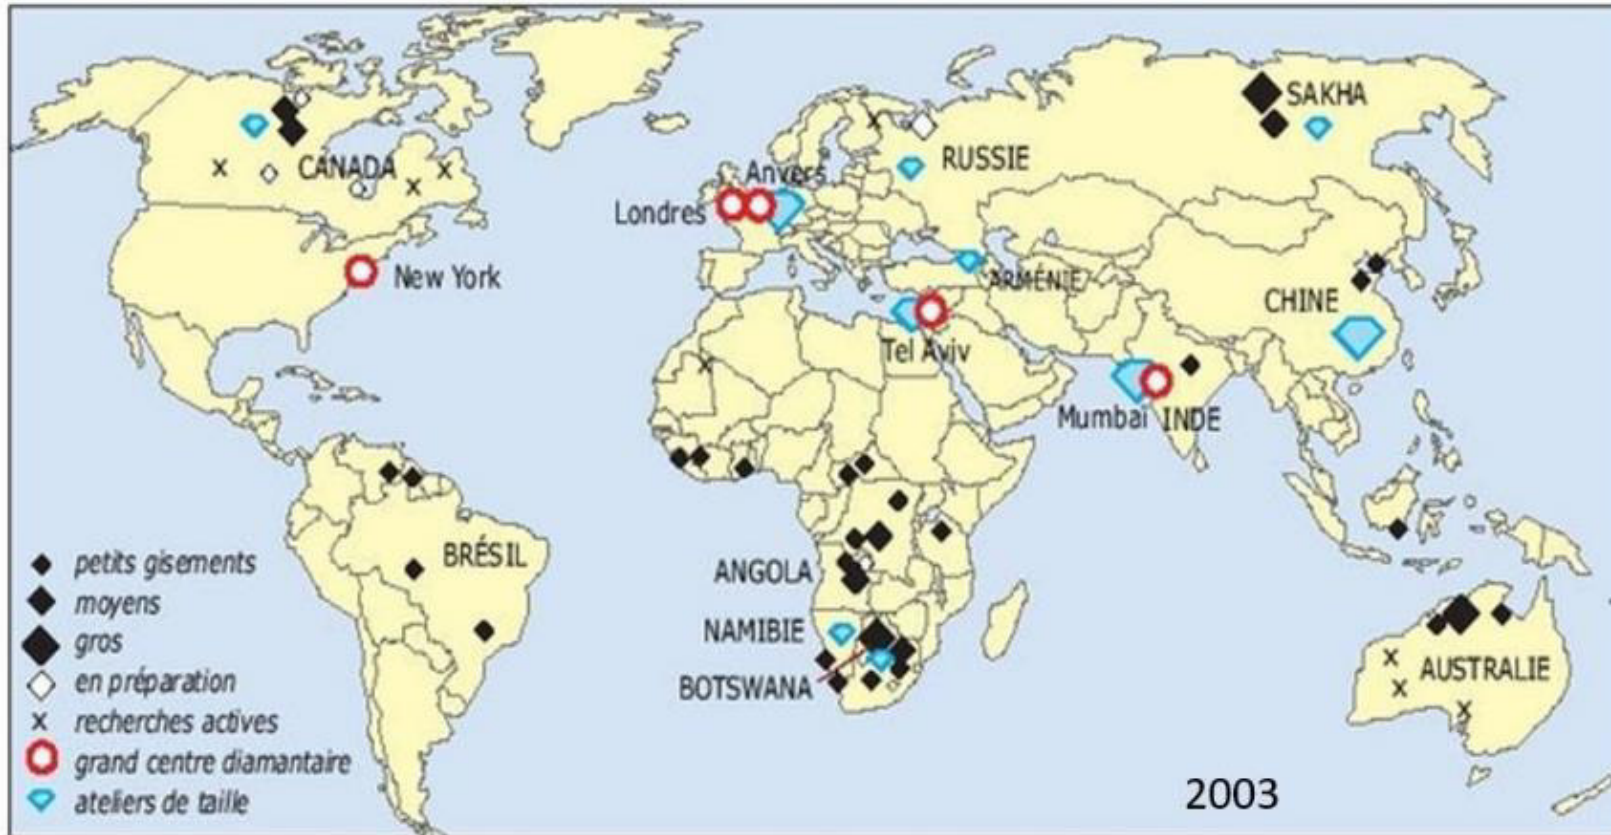 SAKHA
CANADA
RUSSIE
Anvers
Londres
New York
ARMÉNIE
CHINE
Tel Aviv
Mumbaï INDE
BRÉSIL
ANGOLA
NAMIBIE
BOTSWANA
AUSTRALIE
petits gisements
moyens
gros
en préparation
recherches actives
grand centre diamantaire
ateliers de taille
2003